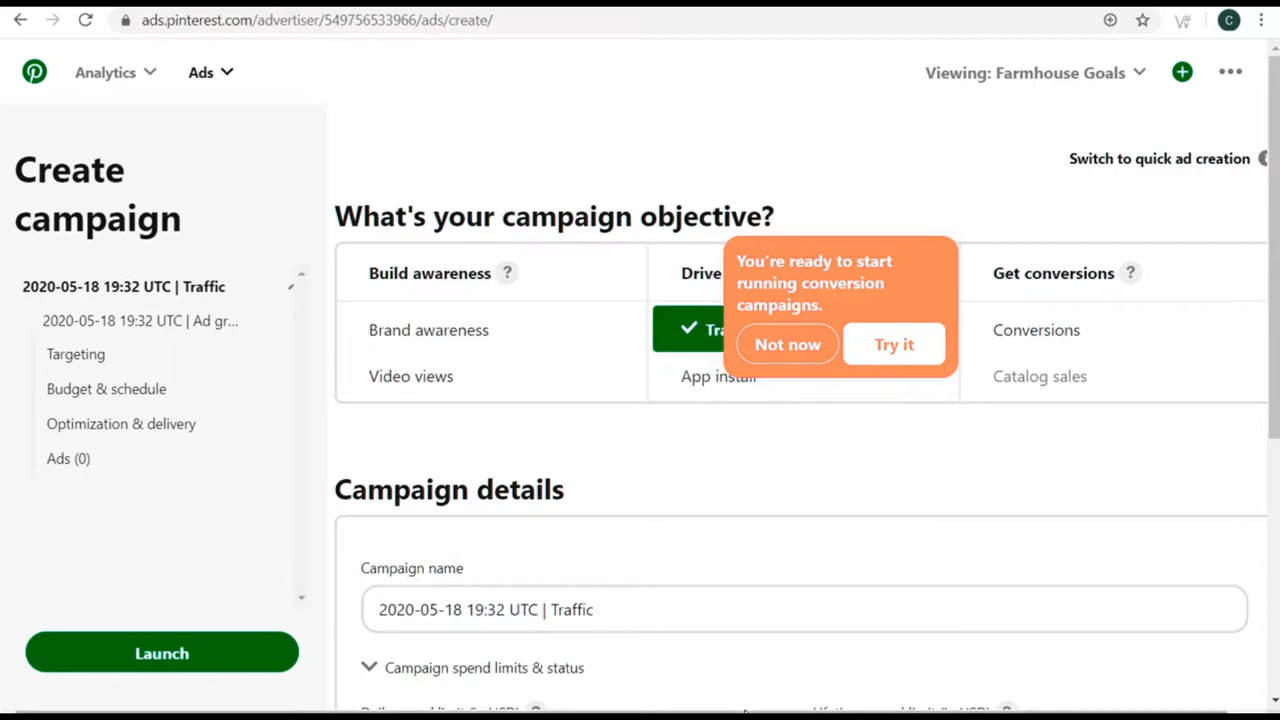 ads.pinterest.com/advertiser/549756533966/ads/create/
C
Analytics
Ads
Viewing: Farmhouse Goals
Create
campaign
2020-05-18 19:32 UTC | Traffic
2020-05-18 19:32 UTC | Ad gr...
Targeting
Budget & schedule
Optimization & delivery
Ads (0)
Launch
Switch to quick ad creation
What's your campaign objective?
Build awareness ?
Brand awareness
Video views
Drive
App install
You're ready to start
running conversion
campaigns.
Not now
Try it
Get conversions ?
Conversions
Catalog sales
Campaign details
Campaign name
2020-05-18 19:32 UTC | Traffic
Campaign spend limits & status